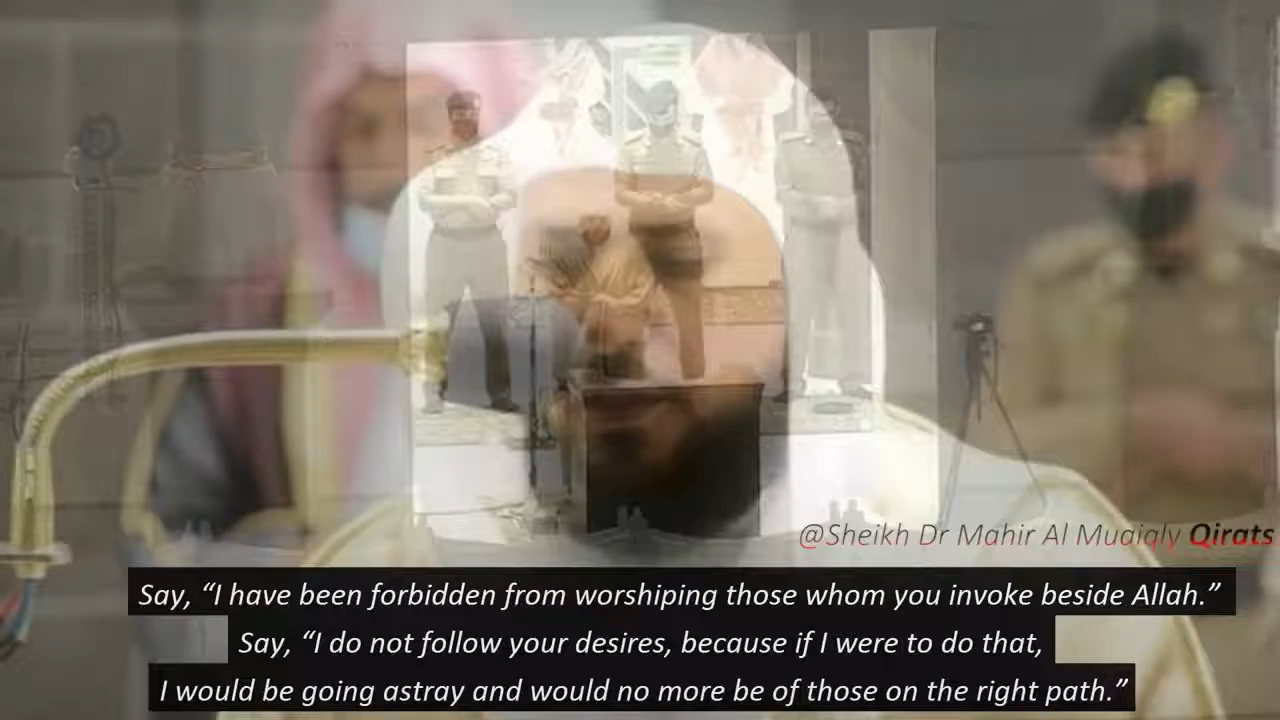 @Sheikh Dr Mahir Al Muaiqly Qirats
Say, “I have been forbidden from worshiping those whom you invoke beside Allah.”
Say, “I do not follow your desires, because if I were to do that,
I would be going astray and would no more be of those on the right path.”